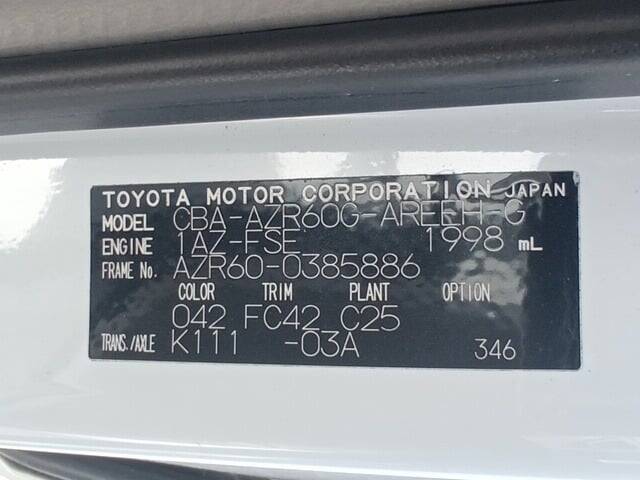 TOYOTA MOTOR CORPORATION JAPAN
MODEL CBA-AZR60G-AREEH-G
ENGINE 1AZ-FSE 1998 mL
FRAME No. AZR60-0385886
COLOR TRIM PLANT OPTION
042 FC42 C25
TRANS./AXLE K111 -03A 346